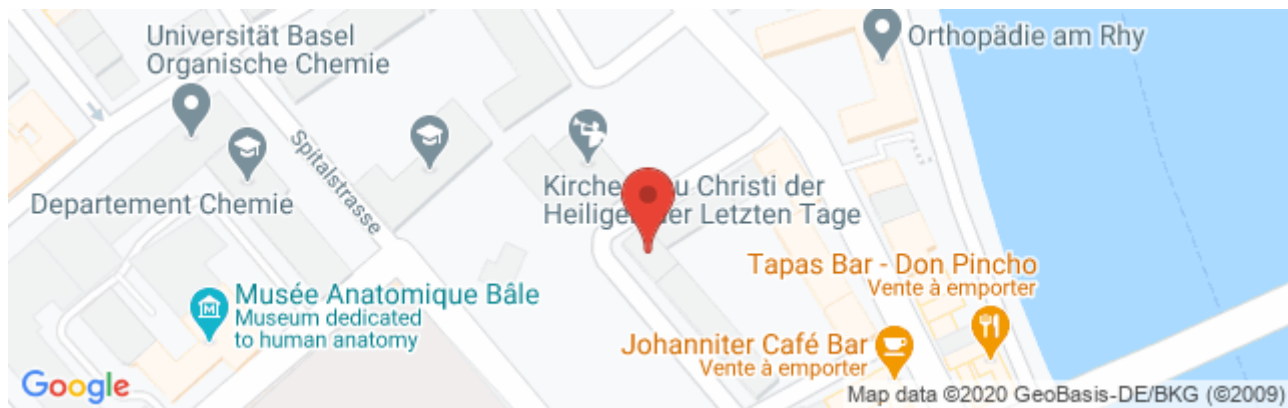 Universität Basel
Organische Chemie
Orthopädie am Rhy
Spitalstrasse
Departement Chemie
Kirche u Christi der
Heilige er Letzten Tage
Tapas Bar - Don Pincho
Vente à emporter
Musée Anatomique Bâle
Museum dedicated
to human anatomy
Johanniter Café Bar
Vente à emporter
Google
Map data ©2020 GeoBasis-DE/BKG (©2009)